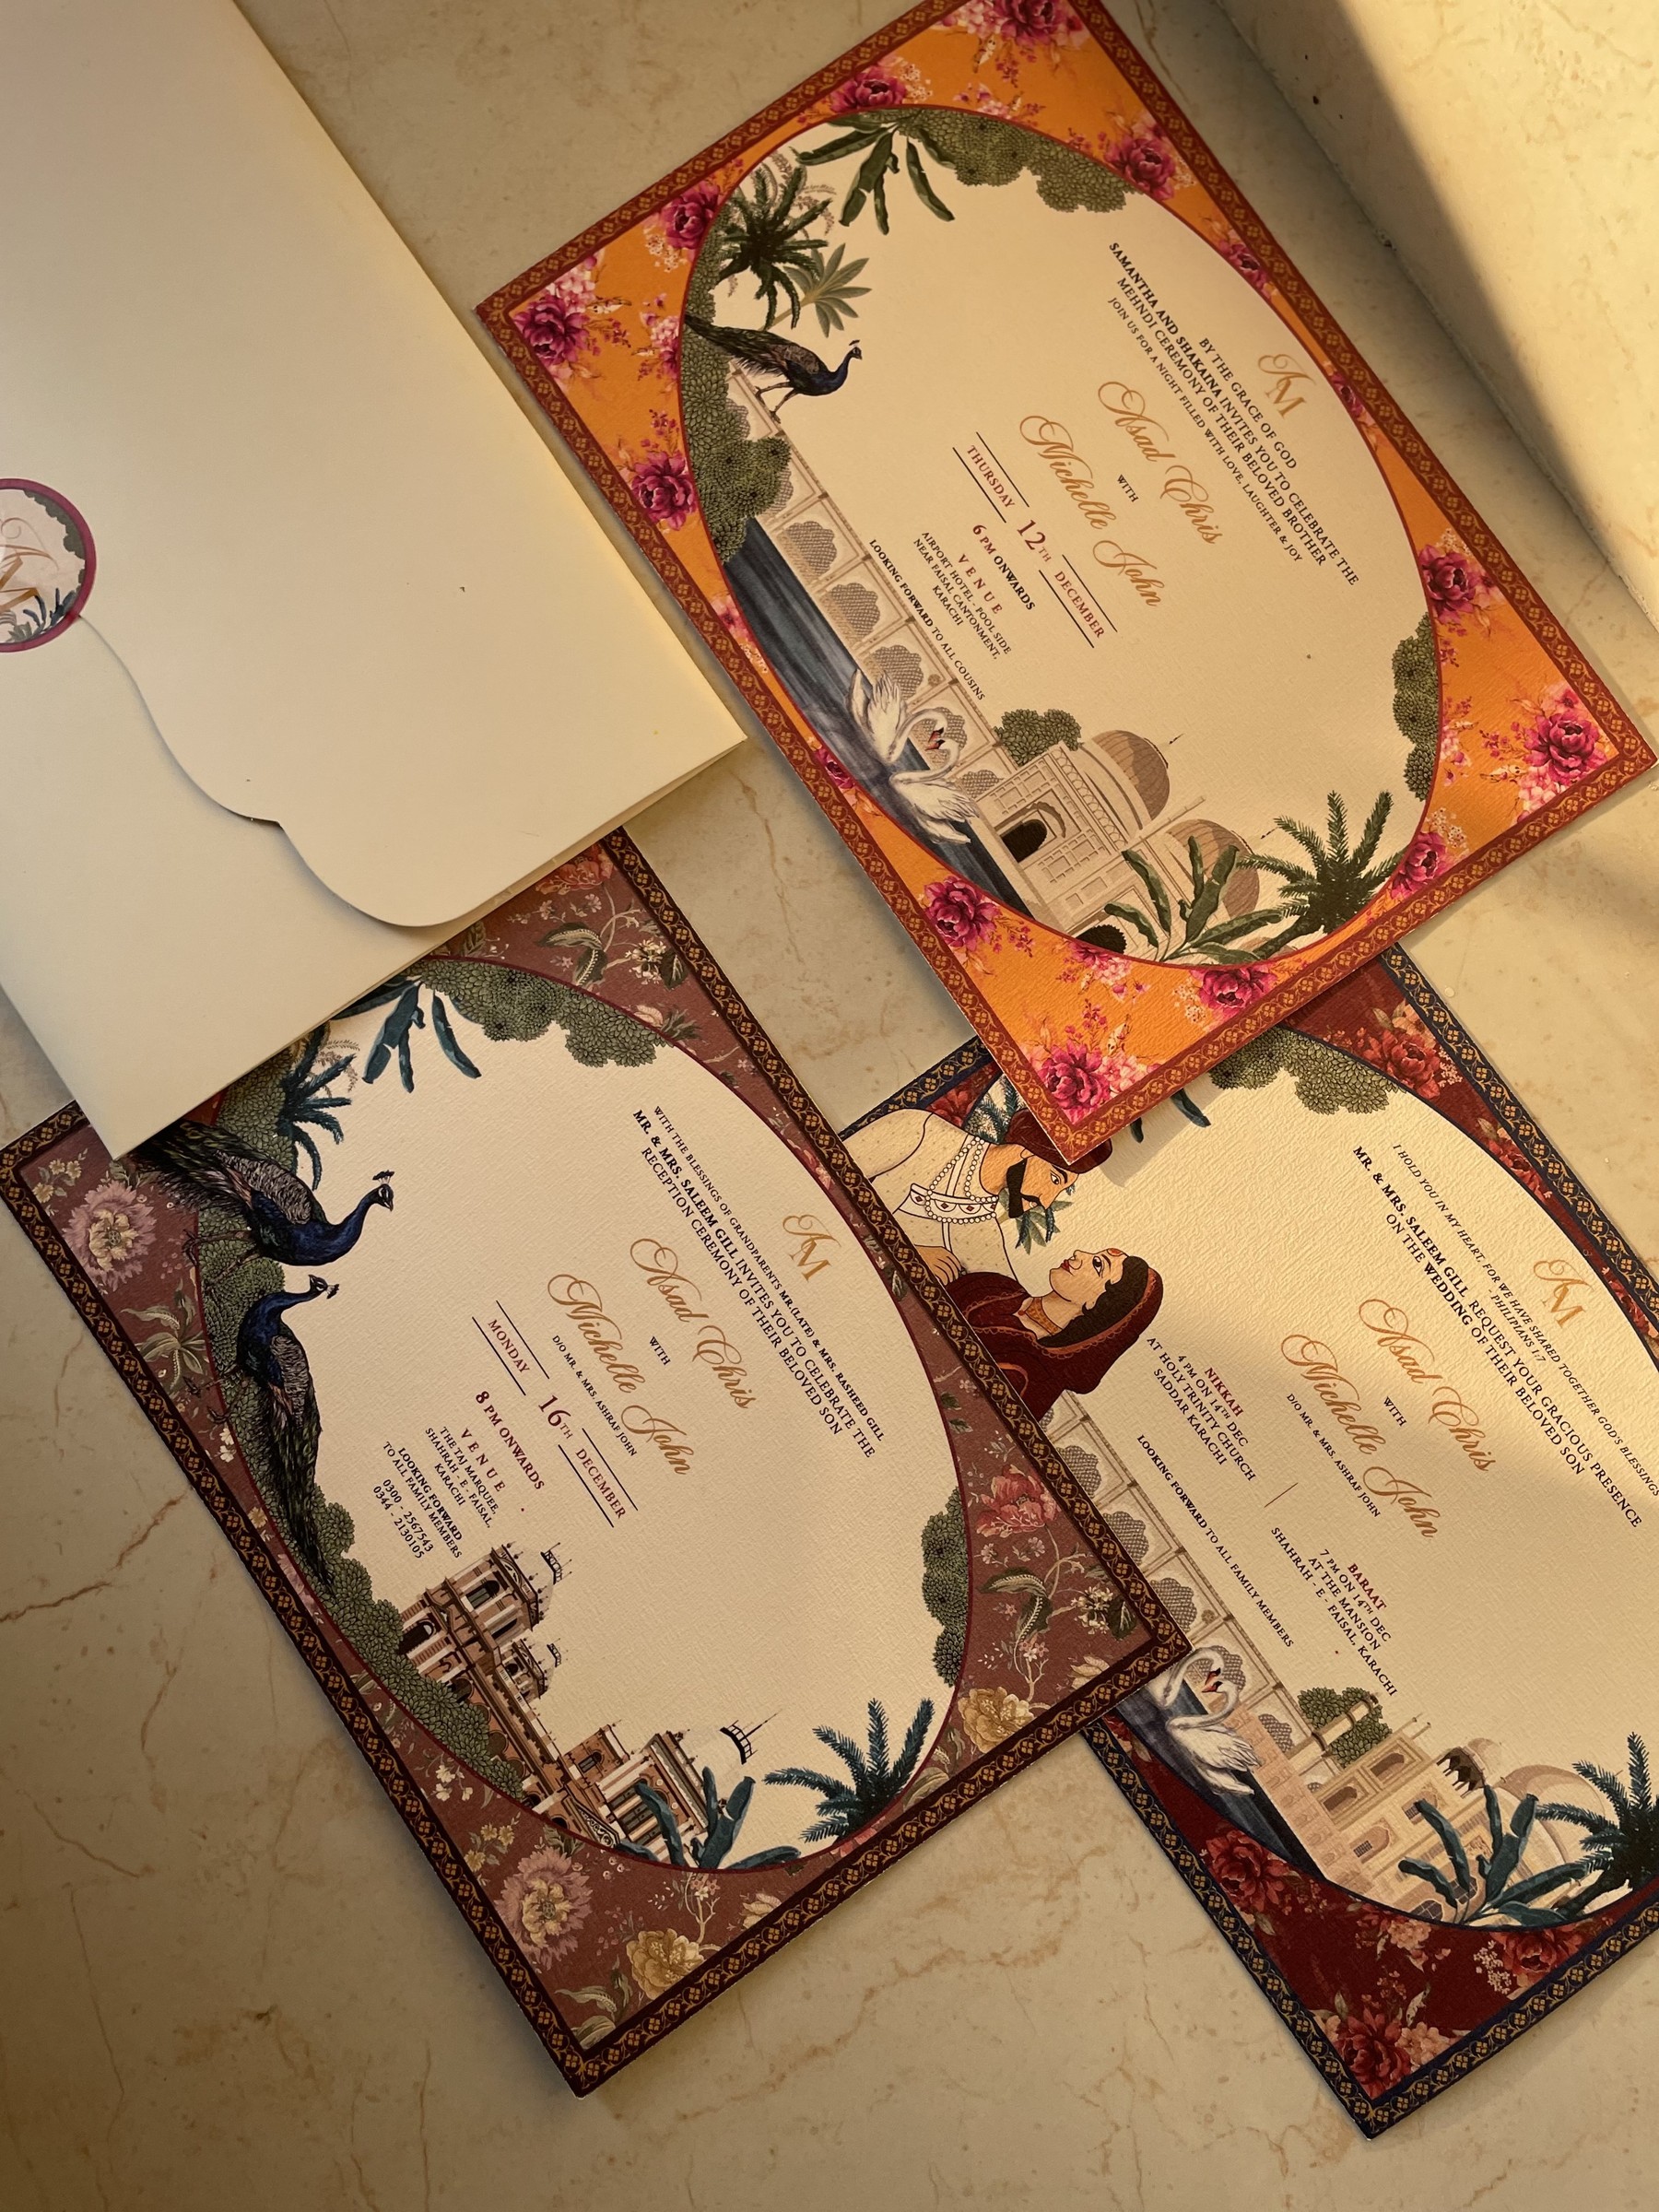 AM
BY THE GRACE OF GOD
SAMANTHA AND SHAKAINA INVITES YOU TO CELEBRATE THE
MEHNDI CEREMONY OF THEIR BELOVED BROTHER
JOIN US FOR A NIGHT FILLED WITH LOVE, LAUGHTER & JOY
Asad Chris
WITH
Michelle John
THURSDAY 12TH DECEMBER
6 PM ONWARDS
VENUE
AIRPORT HOTEL - POOL SIDE
NEAR FAISAL CANTONMENT,
KARACHI
LOOKING FORWARD TO ALL COUSINS
AM
AM
WITH THE BLESSINGS OF GRANDPARENTS MR.(LATE) & MRS. RASHEED GILL
MR. & MRS. SALEEM GILL INVITES YOU TO CELEBRATE THE
RECEPTION CEREMONY OF THEIR BELOVED SON
Asad Chris
WITH
Michelle John
D/O MR. & MRS. ASHRAF JOHN
MONDAY 16TH DECEMBER
8 PM ONWARDS
VENUE
THE TAJ MARQUEE,
SHAHRAH - E - FAISAL,
KARACHI
LOOKING FORWARD
TO ALL FAMILY MEMBERS
0300 - 2567543
0344 - 2130105
AM
I HOLD YOU IN MY HEART, FOR WE HAVE SHARED TOGETHER GOD'S BLESSINGS
- PHILIPIANS 1:7
MR. & MRS. SALEEM GILL REQUEST YOUR GRACIOUS PRESENCE
ON THE WEDDING OF THEIR BELOVED SON
Asad Chris
WITH
Michelle John
D/O MR. & MRS. ASHRAF JOHN
NIKKAH
4 PM ON 14TH DEC
AT HOLY TRINITY CHURCH
SADDAR KARACHI
BARAAT
7 PM ON 14TH DEC
AT THE MANSION
SHAHRAH - E - FAISAL, KARACHI
LOOKING FORWARD TO ALL FAMILY MEMBERS